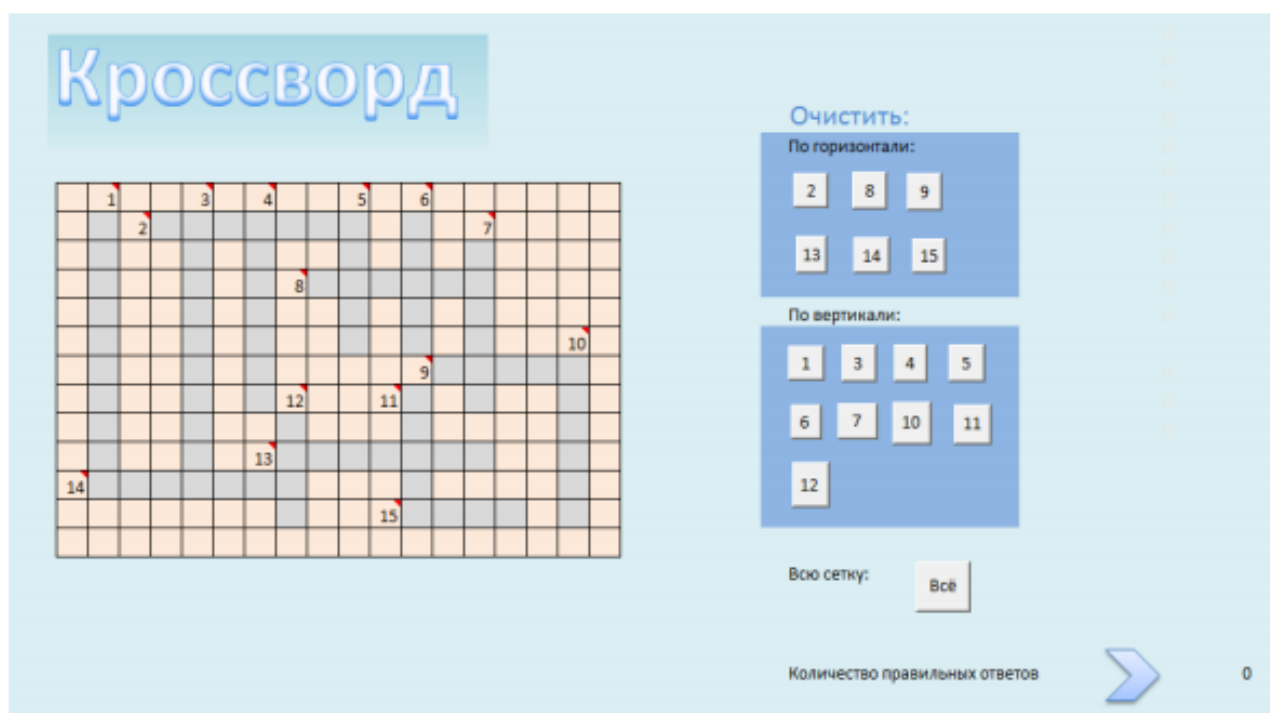 Кроссворд
1 3 4 5 6
2 7
8
10
9
12 11
13
14
15
Очистить:
По горизонтали:
2 8 9
13 14 15
По вертикали:
1 3 4 5
6 7 10 11
12
Всю сетку:
Всё
Количество правильных ответов
0